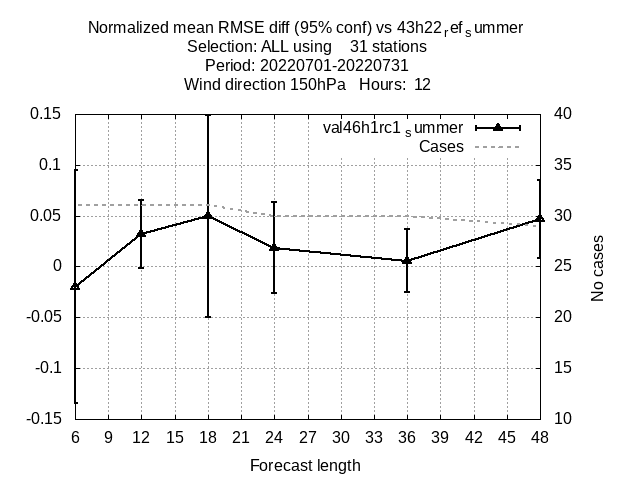 Normalized mean RMSE diff (95% conf) vs 43h22refsummer
Selection: ALL using 31 stations
Period: 20220701-20220731
Wind direction 150hPa Hours: 12
val46h1rc1summer
Cases
0.15
0.1
0.05
0
-0.05
-0.1
-0.15
40
35
30
25
20
15
10
No cases
6 9 12 15 18 21 24 27 30 33 36 39 42 45 48
Forecast length